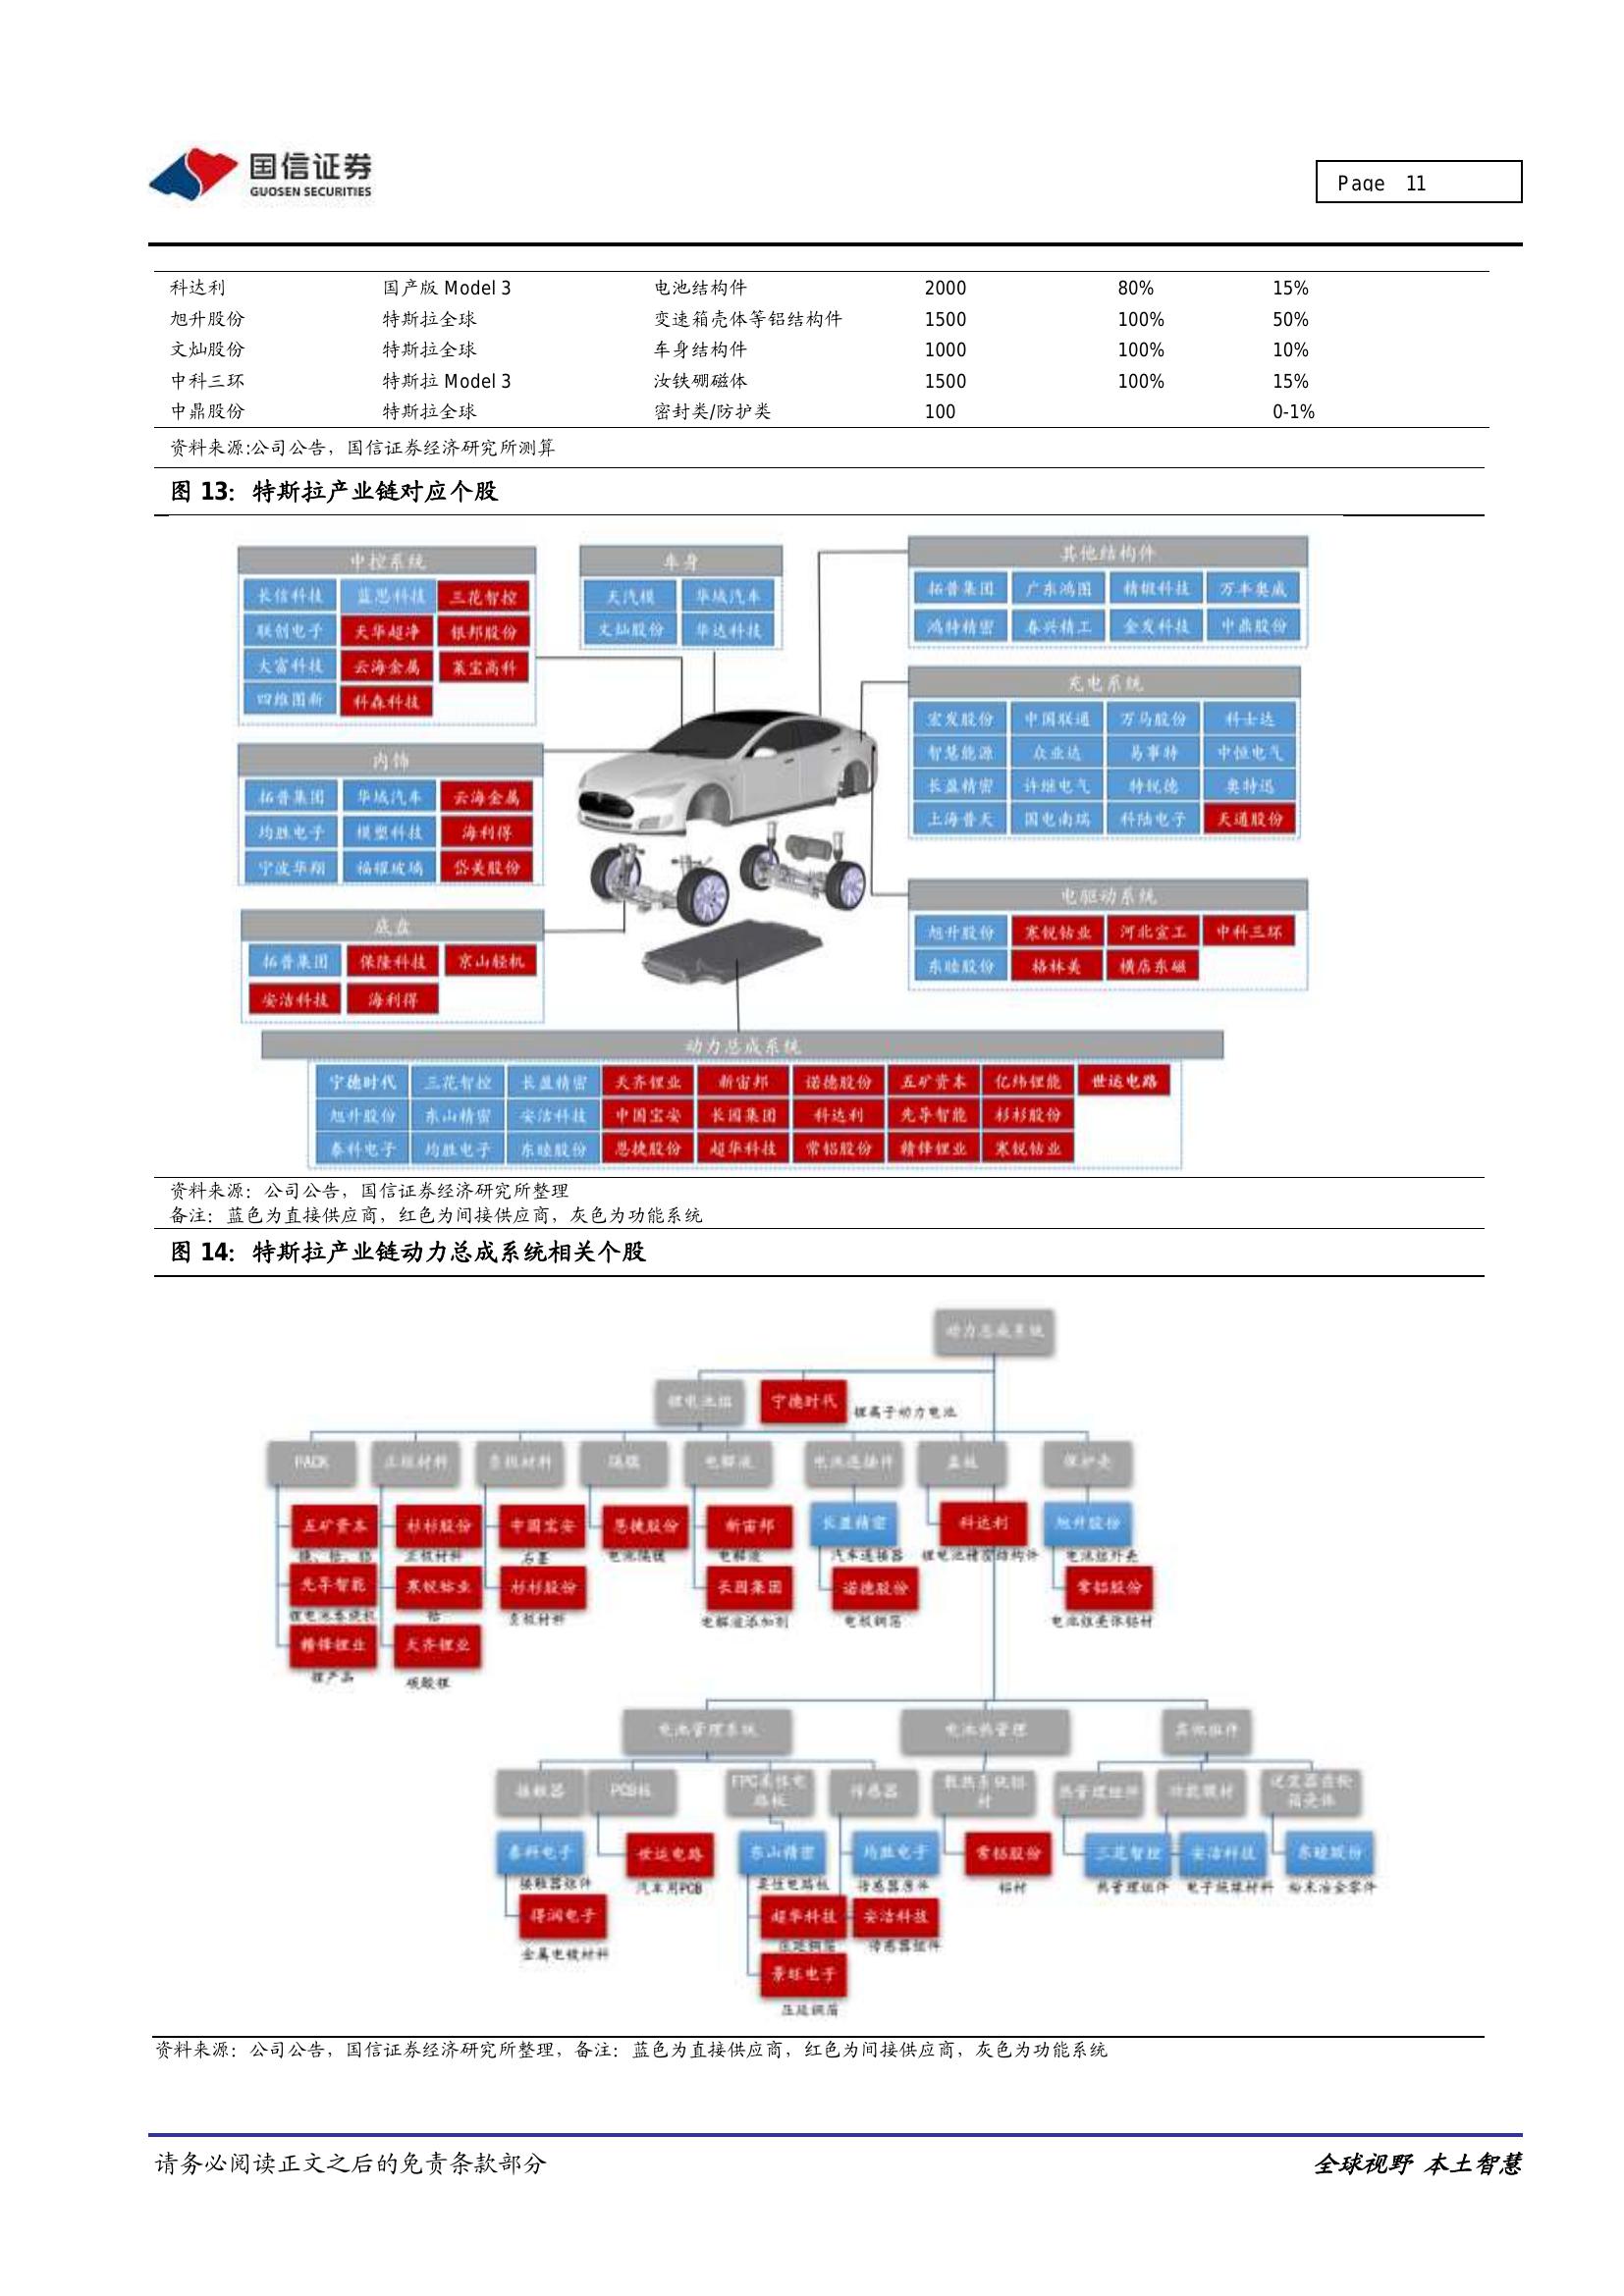 国信证券
GUOSEN SECURITIES
Page 11
科达利 国产版 Model 3 电池结构件 2000 80% 15%
旭升股份 特斯拉全球 变速箱壳体等铝结构件 1500 100% 50%
文灿股份 特斯拉全球 车身结构件 1000 100% 10%
中科三环 特斯拉 Model 3 汝铁硼磁体 1500 100% 15%
中鼎股份 特斯拉全球 密封类/防护类 100 0-1%
资料来源:公司公告，国信证券经济研究所测算
图 13：特斯拉产业链对应个股
中控系统
长信科技 蓝思科技 三花智控
联创电子 天华超净 银邦股份
大富科技 云海金属 莱宝高科
四维图新 科森科技
车身
天汽模 华域汽车
文灿股份 华达科技
其他结构件
拓普集团 广东鸿图 精锻科技 万丰奥威
鸿特精密 春兴精工 金发科技 中鼎股份
充电系统
宏发股份 中国联通 万马股份 科士达
智慧能源 众业达 易事特 中恒电气
长盈精密 许继电气 特锐德 奥特迅
上海普天 国电南瑞 科陆电子 天通股份
内饰
拓普集团 华域汽车 云海金属
均胜电子 模塑科技 海利得
宁波华翔 福耀玻璃 岱美股份
电驱动系统
旭升股份 寒锐钴业 河北宣工 中科三环
东睦股份 格林美 横店东磁
底盘
拓普集团 保隆科技 京山轻机
安洁科技 海利得
动力总成系统
宁德时代 三花智控 长盈精密 天齐锂业 新宙邦 诺德股份 五矿资本 亿纬锂能 世运电路
旭升股份 东山精密 安洁科技 中国宝安 长园集团 科达利 先导智能 杉杉股份
泰科电子 均胜电子 东睦股份 恩捷股份 超华科技 常铝股份 赣锋锂业 寒锐钴业
资料来源：公司公告，国信证券经济研究所整理
备注：蓝色为直接供应商，红色为间接供应商，灰色为功能系统
图 14：特斯拉产业链动力总成系统相关个股
动力总成系统
锂电池组 宁德时代 锂离子动力电池
PACK 正极材料 负极材料 隔膜 电解液 电池连接件 盖板 保护壳
五矿资本 杉杉股份 中国宝安 恩捷股份 新宙邦 长盈精密 科达利 旭升股份
正极材料 石墨 电池隔膜 电解液 汽车连接器 锂电池精密结构件 电池组外壳
先导智能 寒锐钴业 杉杉股份 长园集团 诺德股份 常铝股份
锂电池卷绕机 钴 负极材料 电解液添加剂 电极铜箔 电池组壳体铝材
赣锋锂业 天齐锂业
锂产品 碳酸锂
电池管理系统 电池热管理 其他组件
接触器 PCB板 FPC柔性电路板 传感器 散热系统铝材 热管理组件 功能膜材
泰科电子 世运电路 东山精密 均胜电子 常铝股份 三花智控 安洁科技 东睦股份
接触器组件 汽车用PCB 柔性电路板 传感器原件 铝材 热管理组件 粉末冶金零件
得润电子 超华科技 安洁科技
金属电镀材料 压延铜箔 传感器组件
压延铜箔
资料来源：公司公告，国信证券经济研究所整理，备注：蓝色为直接供应商，红色为间接供应商，灰色为功能系统
请务必阅读正文之后的免责条款部分 全球视野 本土智慧